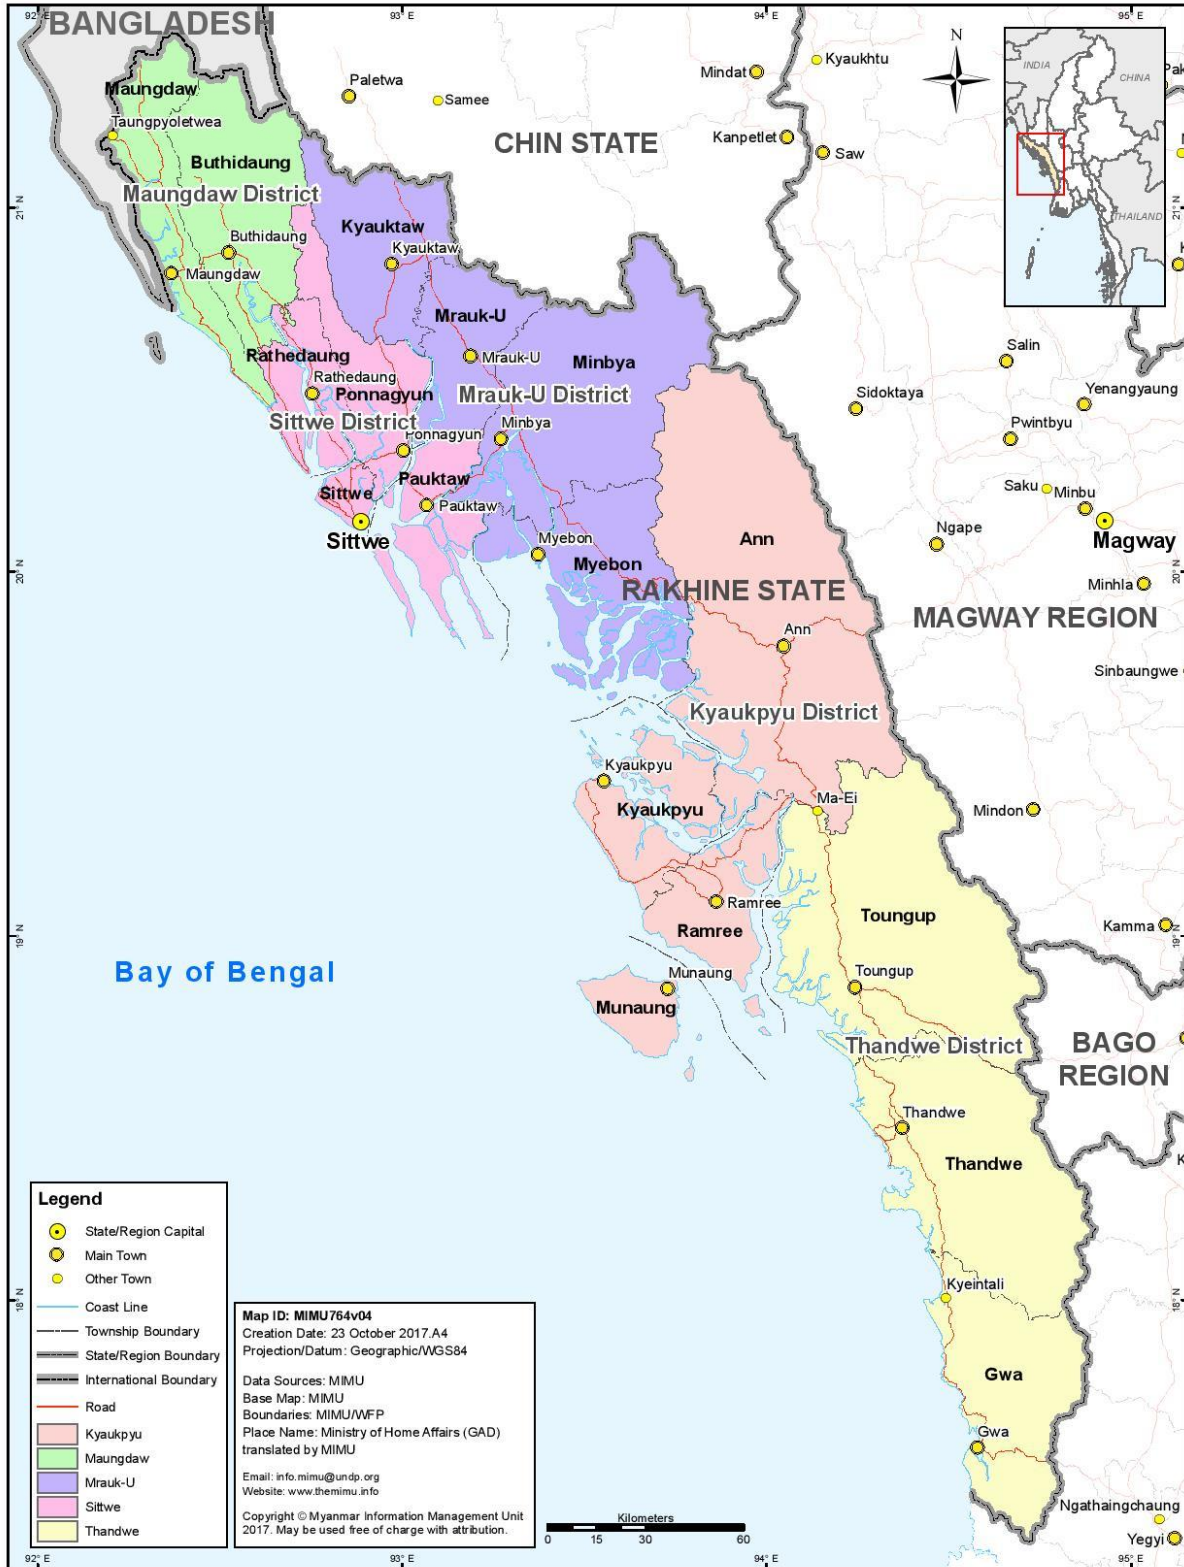 92° E
93° E
94° E
95° E
BANGLADESH
N
Kyaukhtu
Mindat
INDIA
CHINA
Maungdaw
Paletwa
Samee
Taungpyoletwea
CHIN STATE
Kanpetlet
Saw
Buthidaung
Maungdaw District
THAILAND
21° N
21° N
Kyauktaw
Buthidaung
Kyauktaw
Maungdaw
Mrauk-U
Rathedaung
Mrauk-U
Minbya
Salin
Rathedaung
Ponnagyun
Mrauk-U District
Sidoktaya
Yenangyaung
Sittwe District
Minbya
Pwintbyu
Ponnagyun
Pauktaw
Sittwe
Saku
Minbu
Pauktaw
Ngape
Sittwe
Myebon
Ann
Magway
Myebon
20° N
20° N
RAKHINE STATE
Minhla
MAGWAY REGION
Ann
Sinbaungwe
Kyaukpyu District
Kyaukpyu
Ma-Ei
Kyaukpyu
Mindon
Ramree
Toungup
Ramree
Kamma
19° N
19° N
Bay of Bengal
Munaung
Toungup
Munaung
Thandwe District
BAGO
REGION
Thandwe
Thandwe
Kyeintali
18° N
18° N
Gwa
Gwa
Ngathaingchaung
Yegyi
Legend
State/Region Capital
Main Town
Other Town
Coast Line
Township Boundary
State/Region Boundary
International Boundary
Road
Kyaukpyu
Maungdaw
Mrauk-U
Sittwe
Thandwe
Map ID: MIMU764v04
Creation Date: 23 October 2017.A4
Projection/Datum: Geographic/WGS84
Data Sources: MIMU
Base Map: MIMU
Boundaries: MIMU/WFP
Place Name: Ministry of Home Affairs (GAD)
translated by MIMU
Email: info.mimu@undp.org
Website: www.themimu.info
Copyright © Myanmar Information Management Unit
2017. May be used free of charge with attribution.
Kilometers
0 15 30 60
92° E
93° E
94° E
95° E